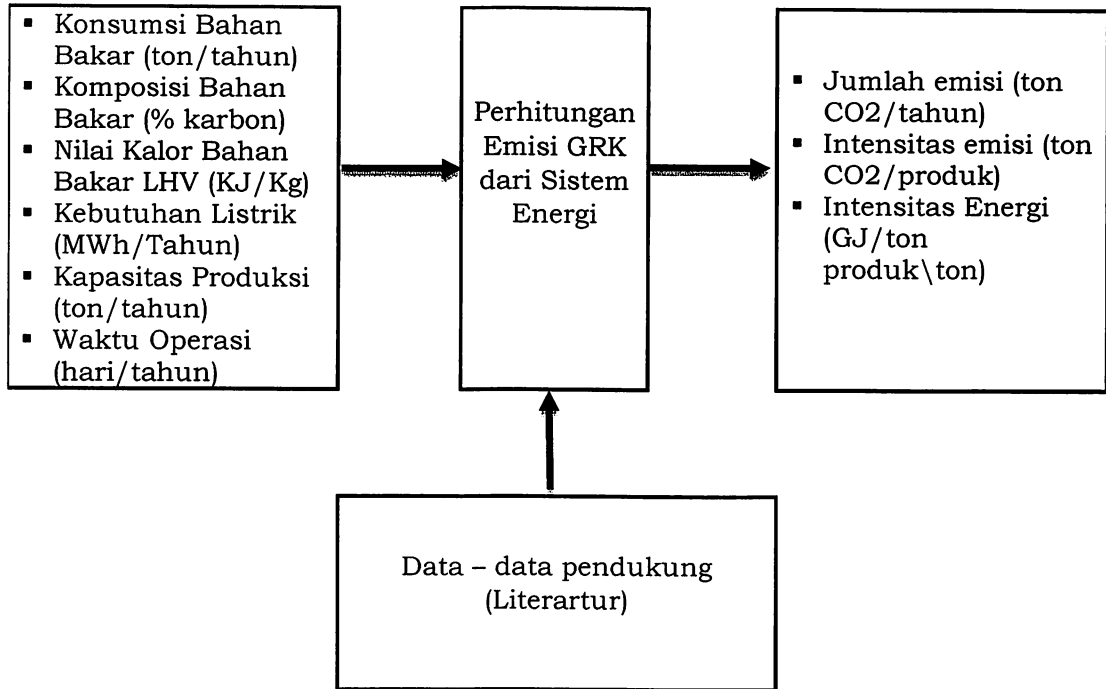 ▪ Konsumsi Bahan
Bakar (ton/tahun)
▪ Komposisi Bahan
Bakar (% karbon)
▪ Nilai Kalor Bahan
Bakar LHV (KJ/Kg)
▪ Kebutuhan Listrik
(MWh/Tahun)
▪ Kapasitas Produksi
(ton/tahun)
▪ Waktu Operasi
(hari/tahun)
Perhitungan
Emisi GRK
dari Sistem
Energi
▪ Jumlah emisi (ton
CO2/tahun)
▪ Intensitas emisi (ton
CO2/produk)
▪ Intensitas Energi
(GJ/ton
produk\ton)
Data – data pendukung
(Literartur)